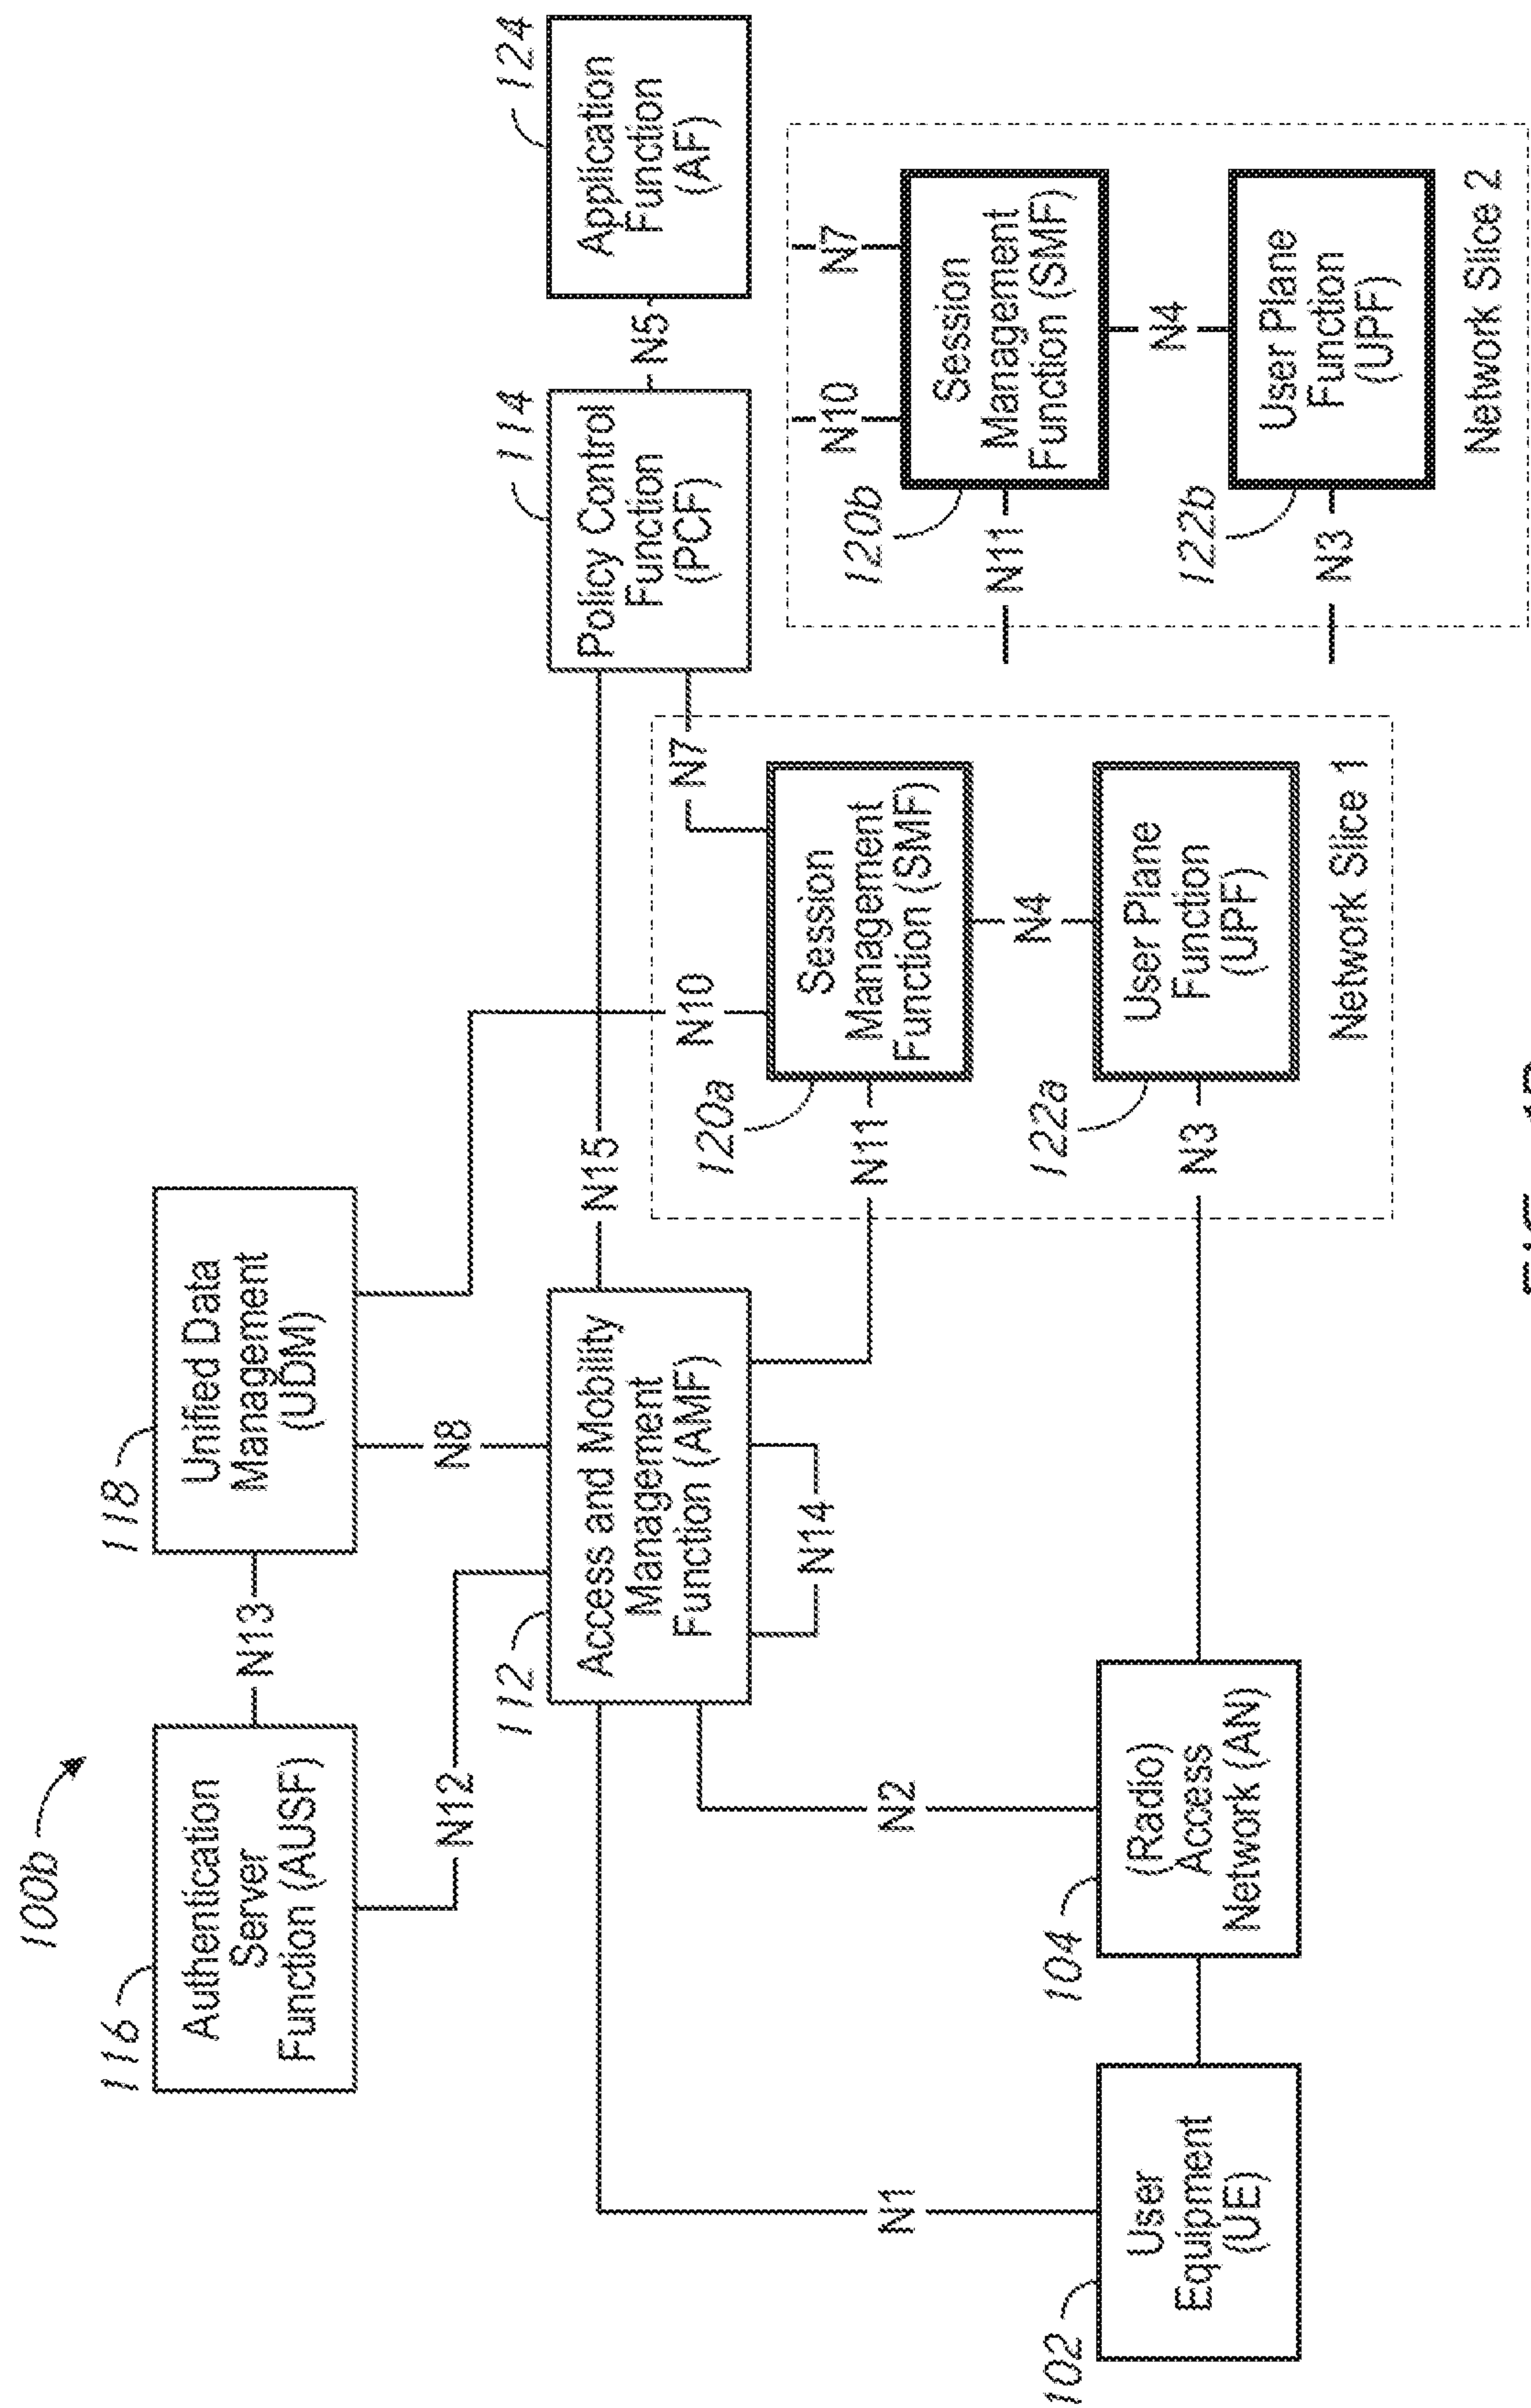 100b
116
Authentication
Server
Function (AUSF)
N13
118
Unified Data
Management
(UDM)
N12
N8
112
Access and Mobility
Management
Function (AMF)
N15
114
Policy Control
Function
(PCF)
N5
124
Application
Function
(AF)
N14
N1
N2
N10
N7
120a
Session
Management
Function (SMF)
N11
N4
122a
User Plane
Function
(UPF)
N3
Network Slice 1
N10
N7
120b
Session
Management
Function (SMF)
N11
N4
122b
User Plane
Function
(UPF)
N3
Network Slice 2
102
User
Equipment
(UE)
104
(Radio)
Access
Network (AN)